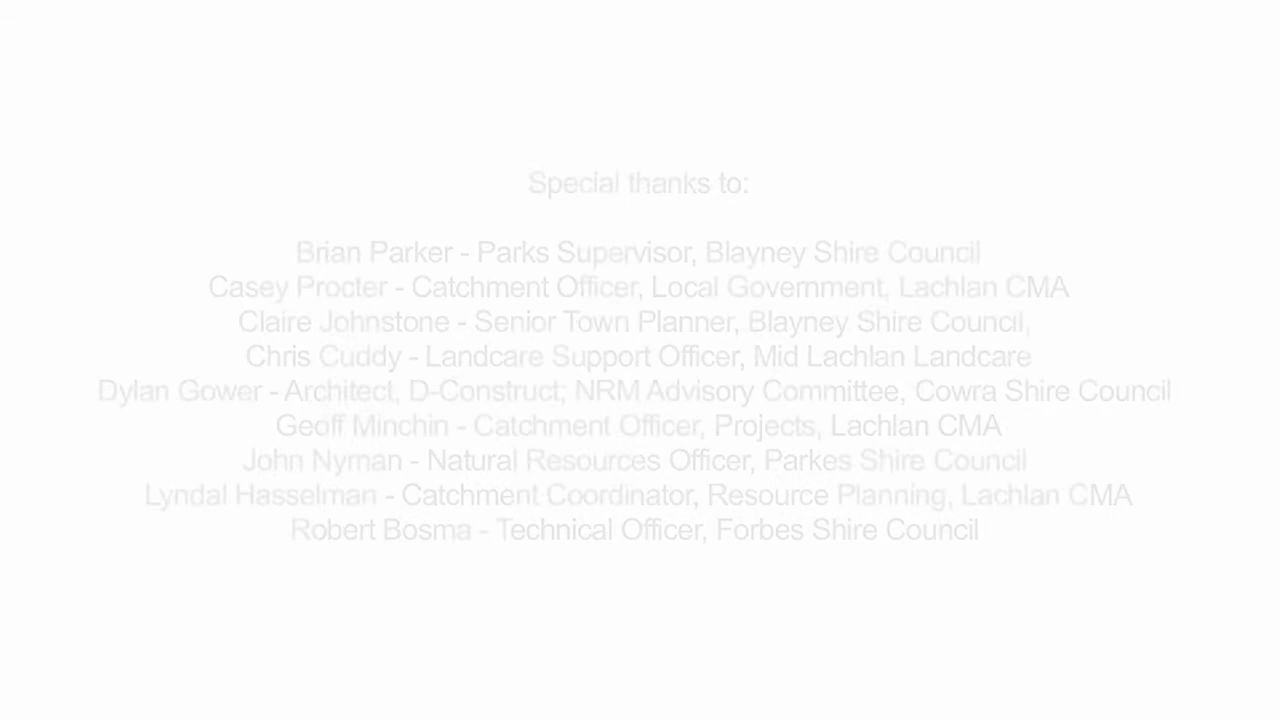 Special thanks to:
Brian Parker - Parks Supervisor, Blayney Shire Council
Casey Procter - Catchment Officer, Local Government, Lachlan CMA
Claire Johnstone - Senior Town Planner, Blayney Shire Council,
Chris Cuddy - Landcare Support Officer, Mid Lachlan Landcare
Dylan Gower - Architect, D-Construct; NRM Advisory Committee, Cowra Shire Council
Geoff Minchin - Catchment Officer, Projects, Lachlan CMA
John Nyman - Natural Resources Officer, Parkes Shire Council
Lyndal Hasselman - Catchment Coordinator, Resource Planning, Lachlan CMA
Robert Bosma - Technical Officer, Forbes Shire Council